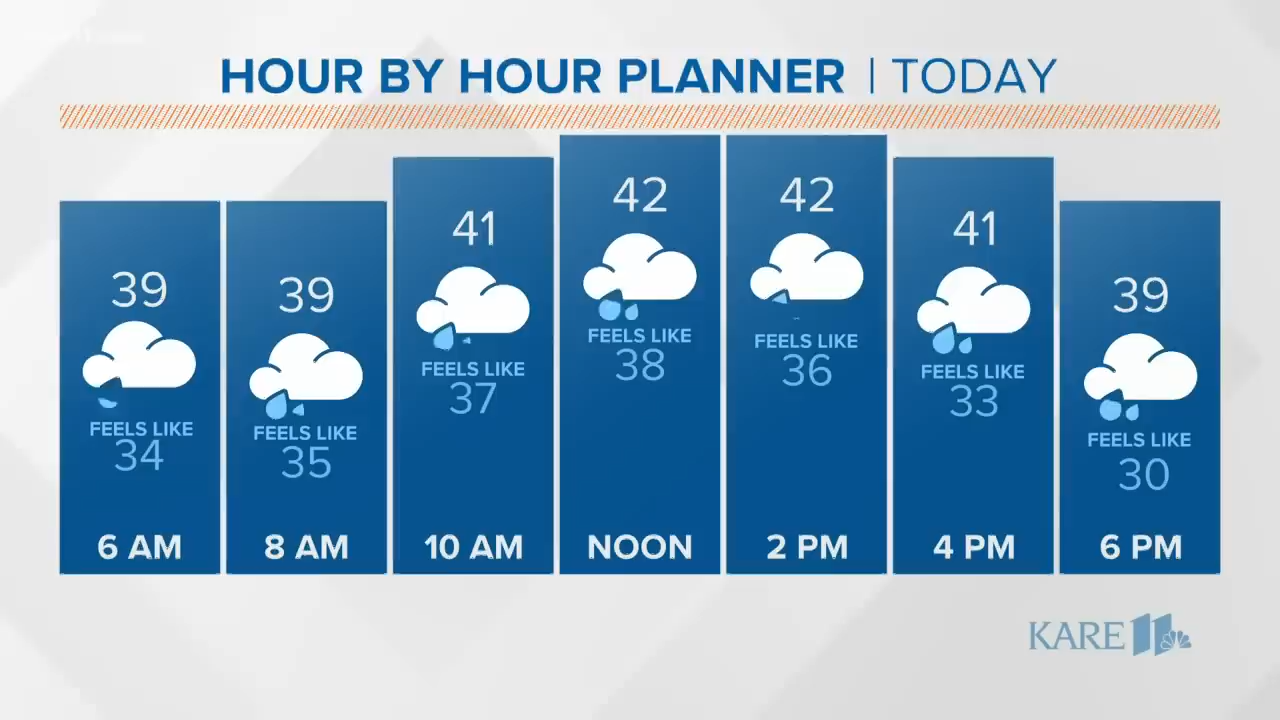 HOUR BY HOUR PLANNER | TODAY
39
FEELS LIKE
34
6 AM
39
FEELS LIKE
35
8 AM
41
FEELS LIKE
37
10 AM
42
FEELS LIKE
38
NOON
42
FEELS LIKE
36
2 PM
41
FEELS LIKE
33
4 PM
39
FEELS LIKE
30
6 PM
KARE 11